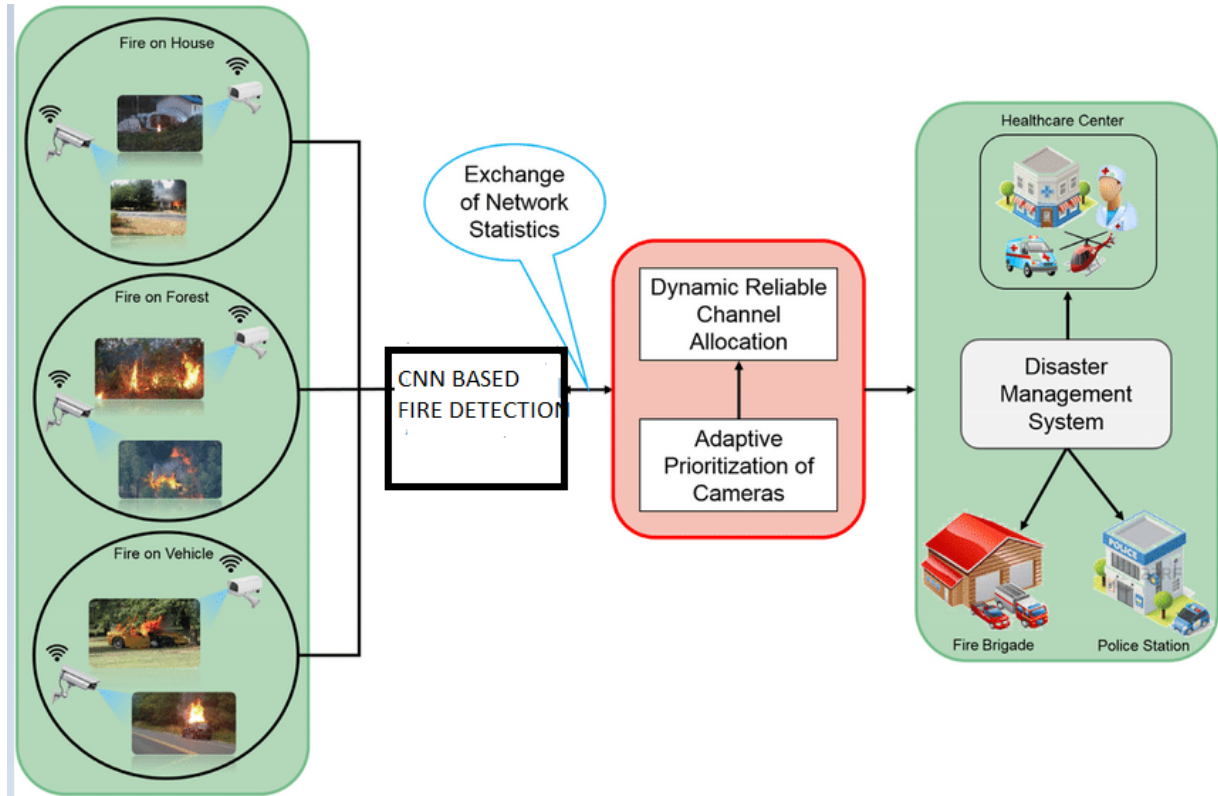 Fire on House
Fire on Forest
Fire on Vehicle
CNN BASED
FIRE DETECTION
Exchange
of Network
Statistics
Dynamic Reliable
Channel
Allocation
Adaptive
Prioritization of
Cameras
Healthcare Center
Disaster
Management
System
POLICE
Fire Brigade
Police Station